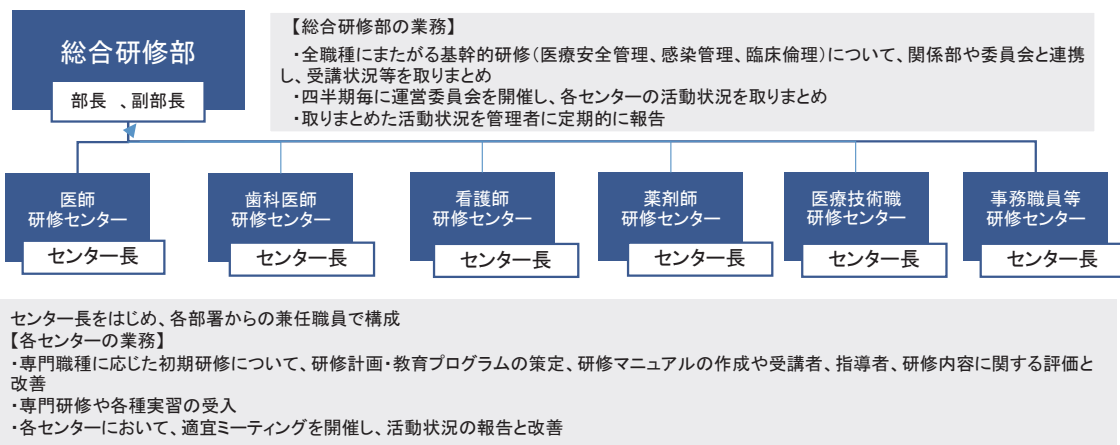 総合研修部
部長 、副部長
【総合研修部の業務】
・全職種にまたがる基幹的研修(医療安全管理、感染管理、臨床倫理)について、関係部や委員会と連携
し、受講状況等を取りまとめ
・四半期毎に運営委員会を開催し、各センターの活動状況を取りまとめ
・取りまとめた活動状況を管理者に定期的に報告
医師
研修センター
センター長
歯科医師
研修センター
センター長
看護師
研修センター
センター長
薬剤師
研修センター
センター長
医療技術職
研修センター
センター長
事務職員等
研修センター
センター長
センター長をはじめ、各部署からの兼任職員で構成
【各センターの業務】
・専門職種に応じた初期研修について、研修計画・教育プログラムの策定、研修マニュアルの作成や受講者、指導者、研修内容に関する評価と
改善
・専門研修や各種実習の受入
・各センターにおいて、適宜ミーティングを開催し、活動状況の報告と改善